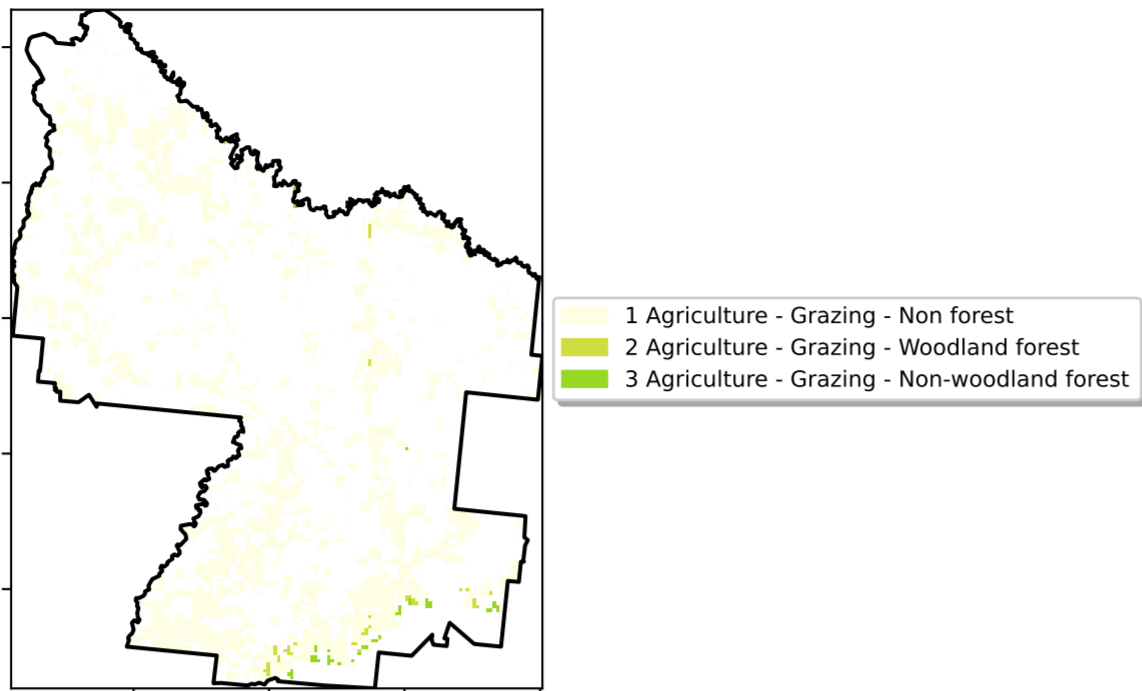 1 Agriculture - Grazing - Non forest
2 Agriculture - Grazing - Woodland forest
3 Agriculture - Grazing - Non-woodland forest